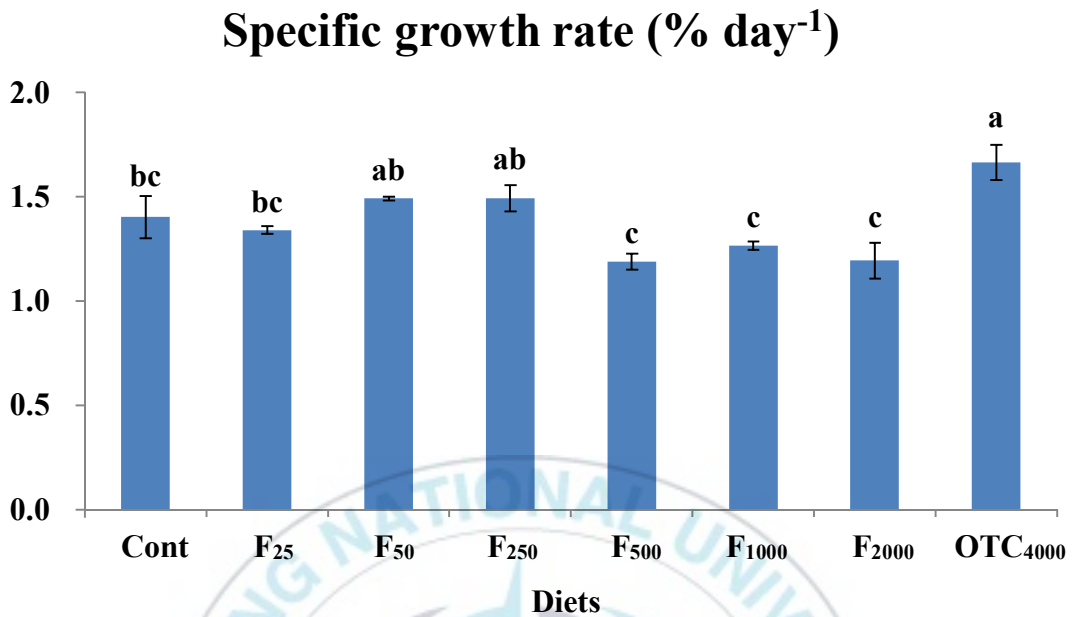 Specific growth rate (% day⁻¹)
2.0
1.5
1.0
0.5
0.0
bc
bc
ab
ab
c
c
c
a
Cont F₂₅ F₅₀ F₂₅₀ F₅₀₀ F₁₀₀₀ F₂₀₀₀ OTC₄₀₀₀
Diets
NATIONAL